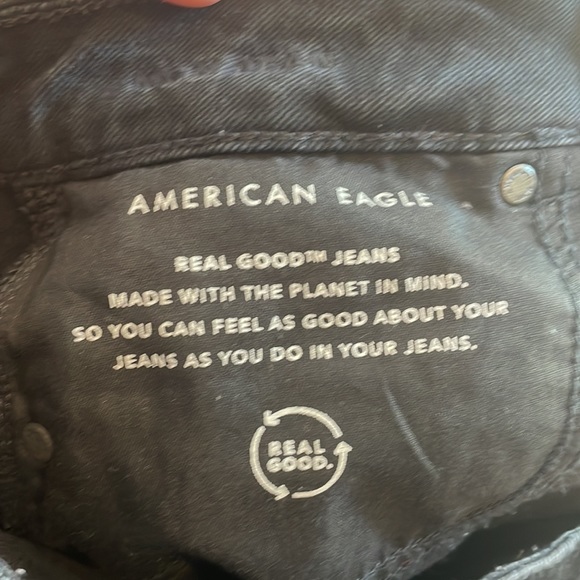 AMERICAN EAGLE
REAL GOOD™ JEANS
MADE WITH THE PLANET IN MIND.
SO YOU CAN FEEL AS GOOD ABOUT YOUR
JEANS AS YOU DO IN YOUR JEANS.
REAL
GOOD.